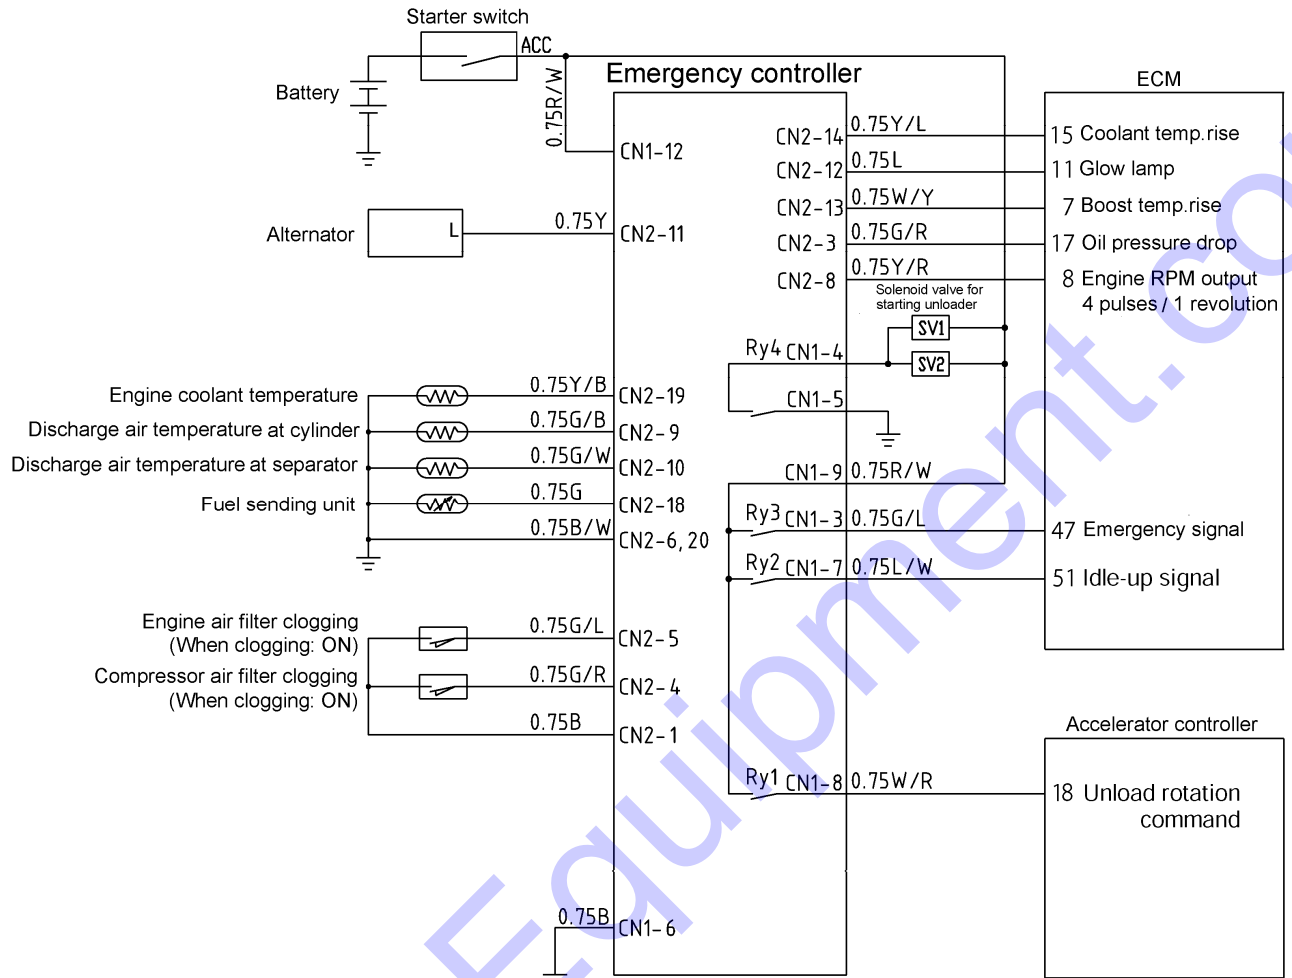 Starter switch
ACC
Battery
0.75R/W
Emergency controller
ECM
CN1-12
CN2-14
0.75Y/L
15 Coolant temp.rise
CN2-12
0.75L
11 Glow lamp
CN2-13
0.75W/Y
7 Boost temp.rise
Alternator
L
0.75Y
CN2-11
CN2-3
0.75G/R
17 Oil pressure drop
CN2-8
0.75Y/R
8 Engine RPM output
4 pulses / 1 revolution
Solenoid valve for
starting unloader
SV1
Ry4
CN1-4
SV2
Engine coolant temperature
0.75Y/B
CN2-19
CN1-5
Discharge air temperature at cylinder
0.75G/B
CN2-9
Discharge air temperature at separator
0.75G/W
CN2-10
CN1-9
0.75R/W
Fuel sending unit
0.75G
CN2-18
Ry3
CN1-3
0.75G/L
47 Emergency signal
0.75B/W
CN2-6,20
Ry2
CN1-7
0.75L/W
51 Idle-up signal
Engine air filter clogging
(When clogging: ON)
0.75G/L
CN2-5
Compressor air filter clogging
(When clogging: ON)
0.75G/R
CN2-4
0.75B
CN2-1
Accelerator controller
Ry1
CN1-8
0.75W/R
18 Unload rotation
command
0.75B
CN1-6
Equipment.co